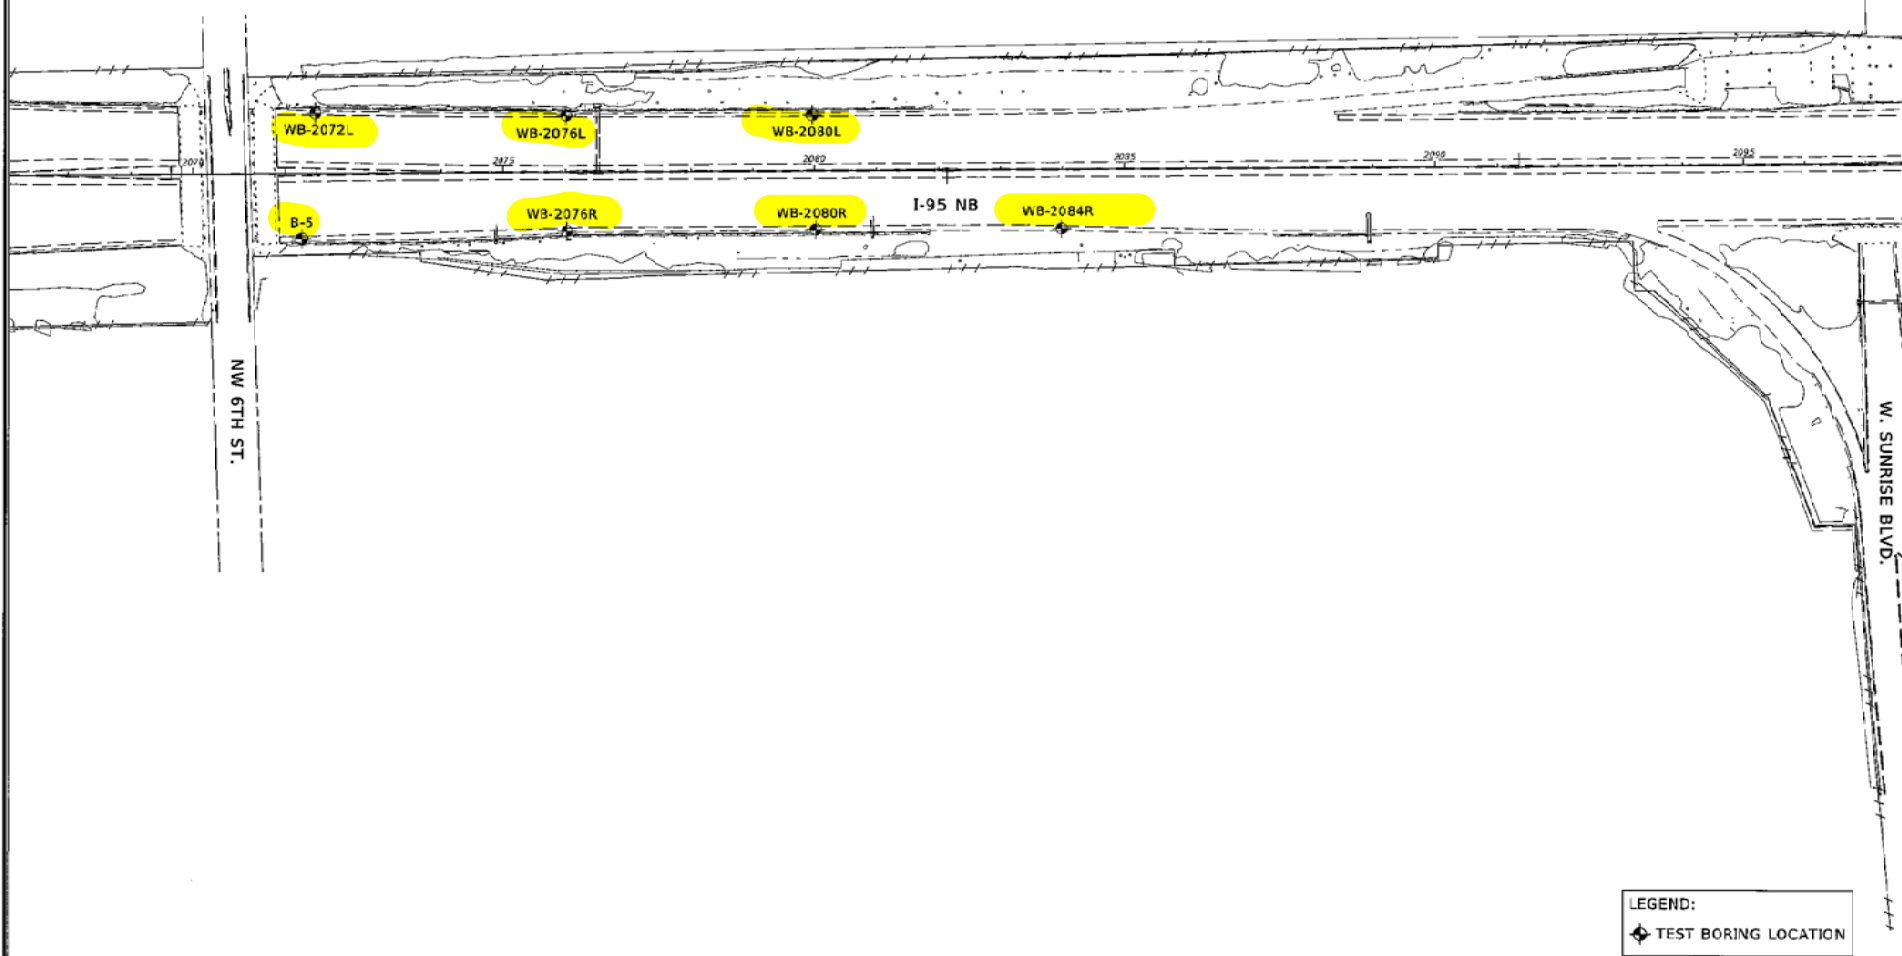 WB-2072L
WB-2076L
WB-2080L
2070
2075
2080
2085
2090
2095
B-5
WB-2076R
WB-2080R
I-95 NB
WB-2084R
NW 6TH ST.
W. SUNRISE BLVD.
LEGEND:
TEST BORING LOCATION